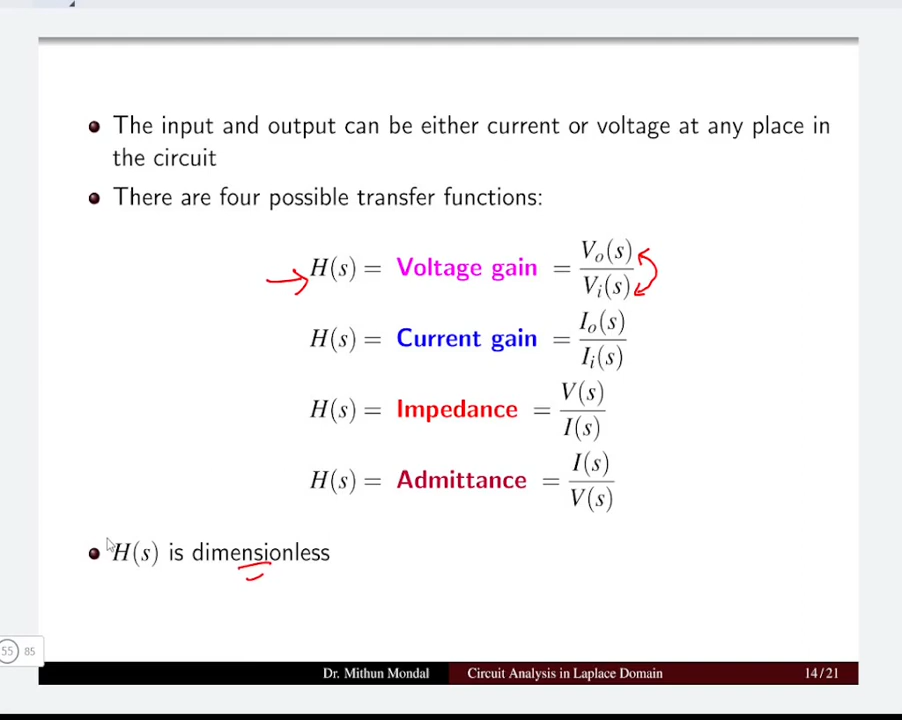 The input and output can be either current or voltage at any place in
the circuit
There are four possible transfer functions:
H(s) = Voltage gain = V_o(s) / V_i(s)
H(s) = Current gain = I_o(s) / I_i(s)
H(s) = Impedance = V(s) / I(s)
H(s) = Admittance = I(s) / V(s)
H(s) is dimensionless
55 85
Dr. Mithun Mondal Circuit Analysis in Laplace Domain 14/21